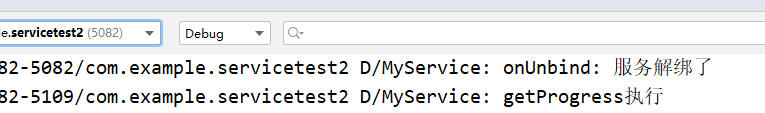 e.servicetest2 (5082) Debug
82-5082/com.example.servicetest2 D/MyService: onUnbind: 服务解绑了
82-5109/com.example.servicetest2 D/MyService: getProgress执行